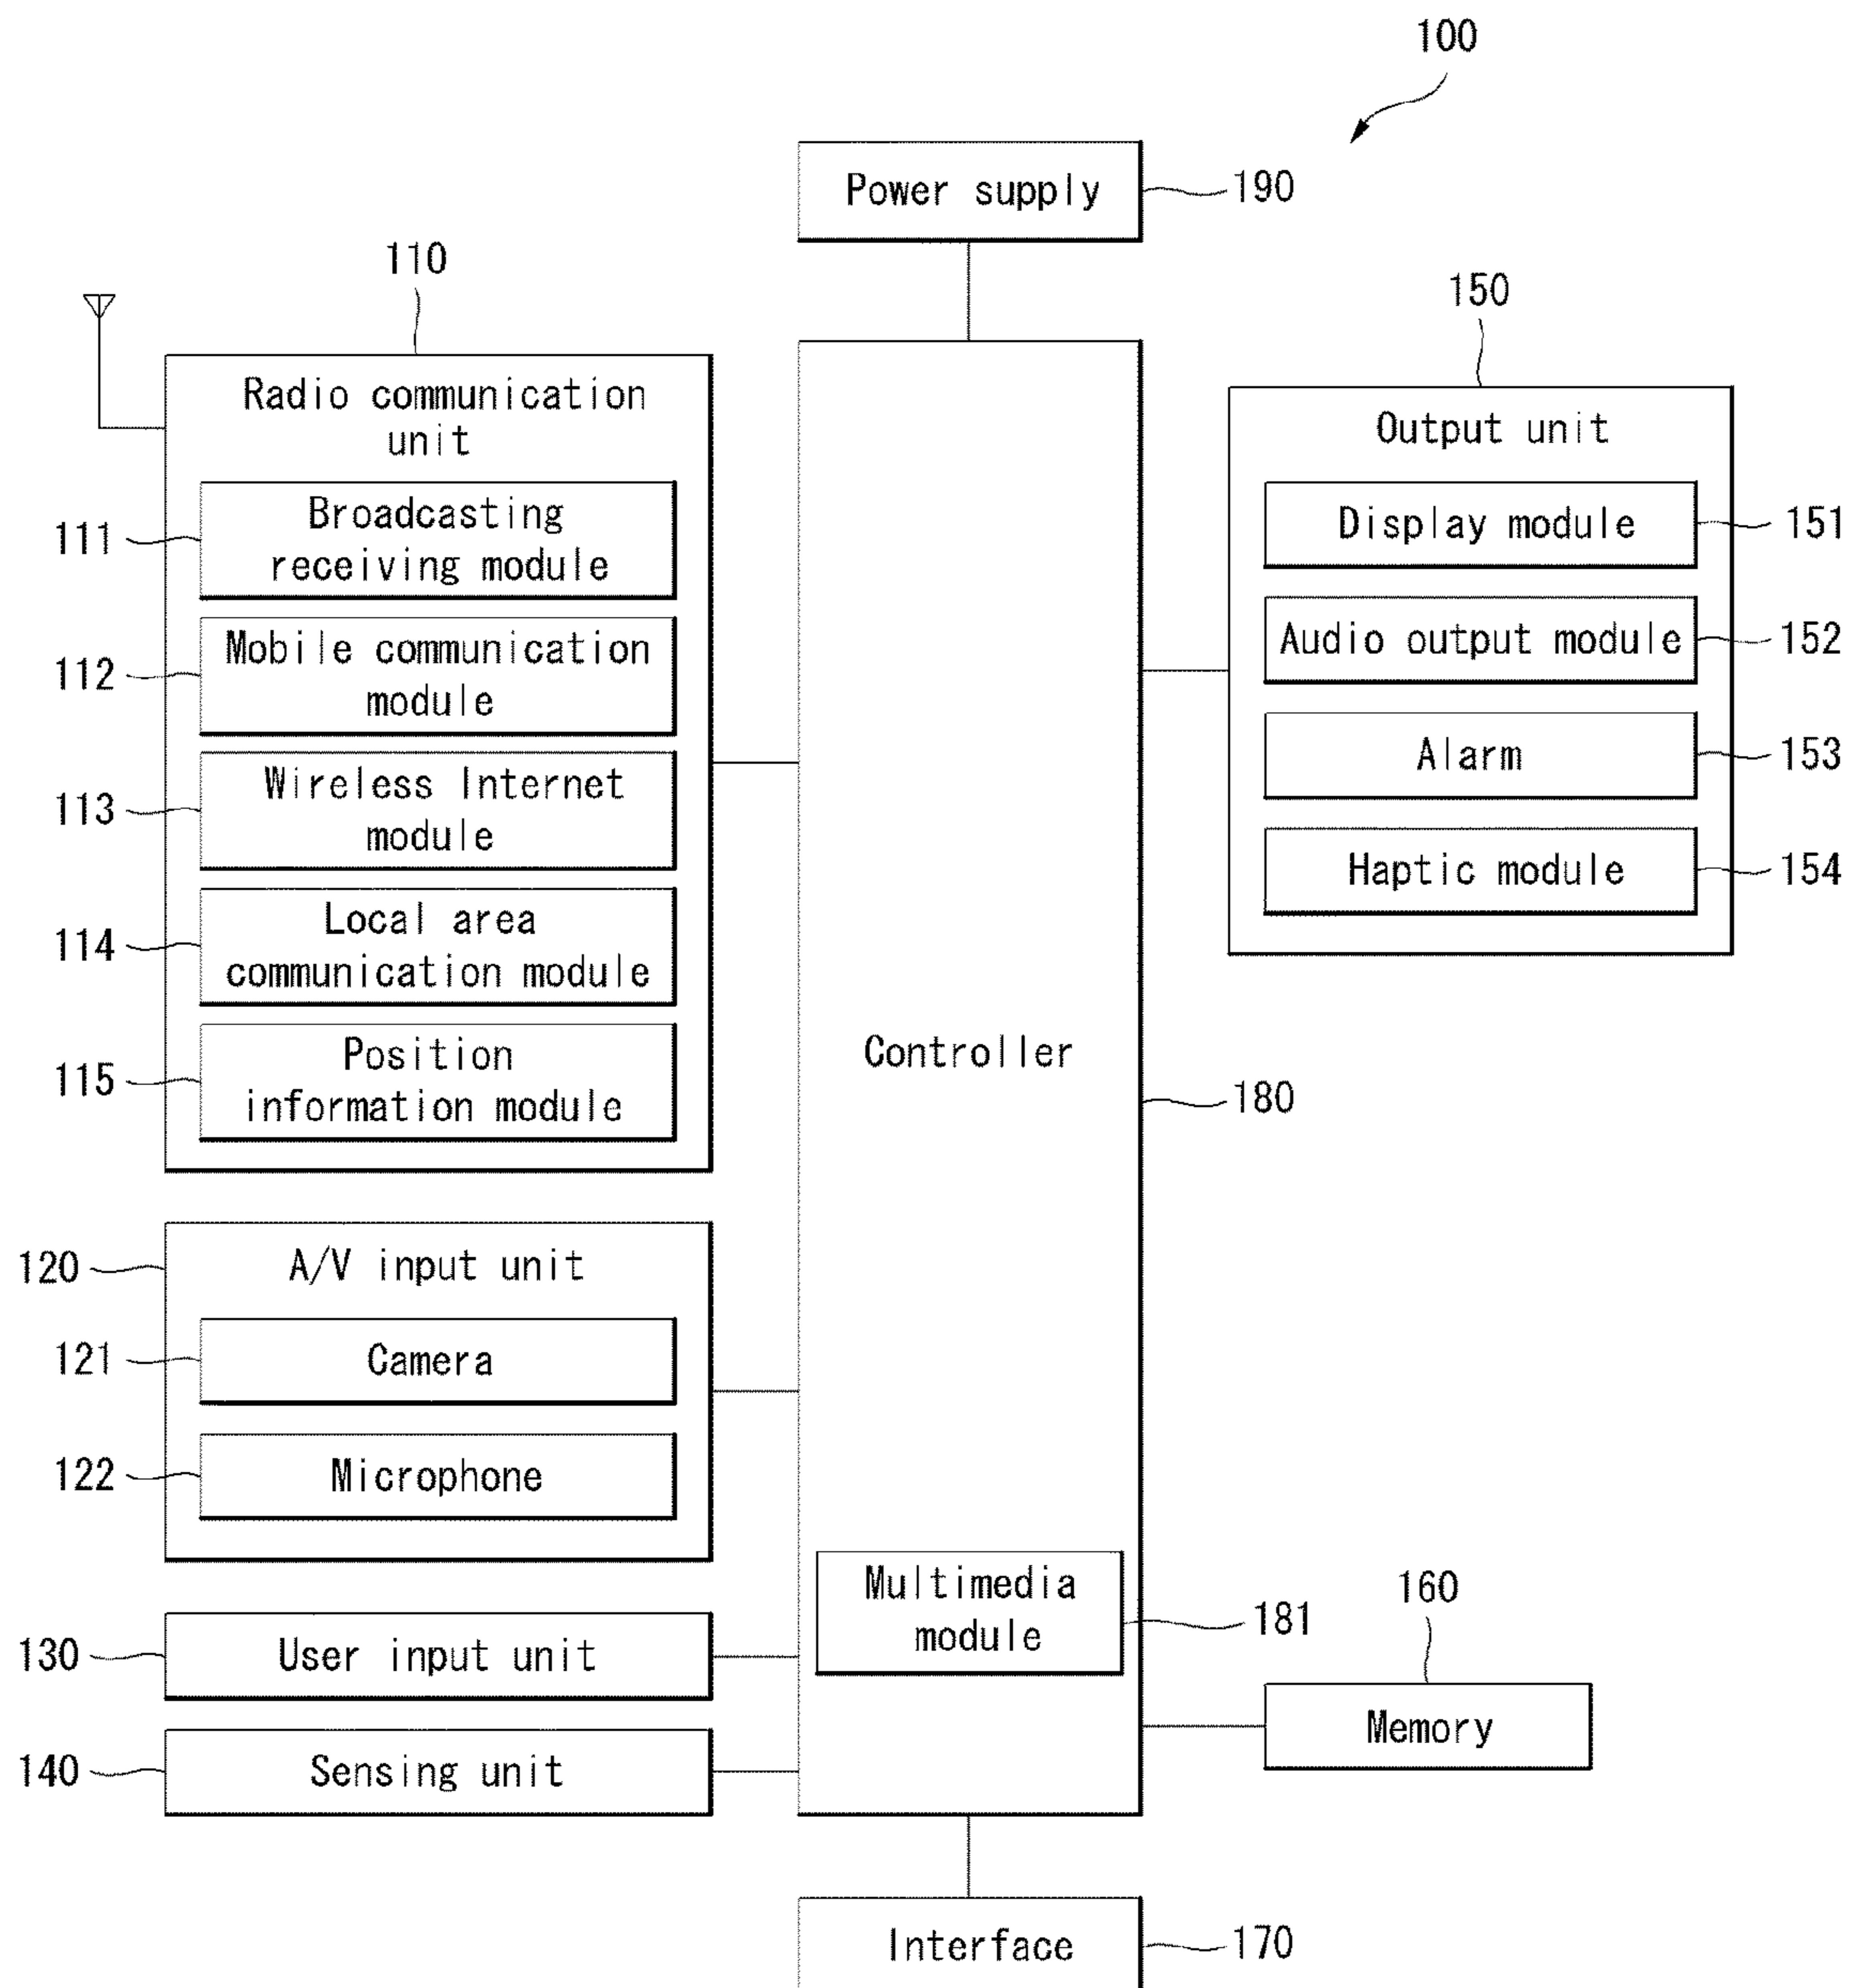 100
Power supply
190
110
Radio communication
unit
111
Broadcasting
receiving module
112
Mobile communication
module
113
Wireless Internet
module
114
Local area
communication module
115
Position
information module
120
A/V input unit
121
Camera
122
Microphone
130
User input unit
140
Sensing unit
Controller
180
Multimedia
module
181
150
Output unit
Display module
151
Audio output module
152
Alarm
153
Haptic module
154
160
Memory
Interface
170